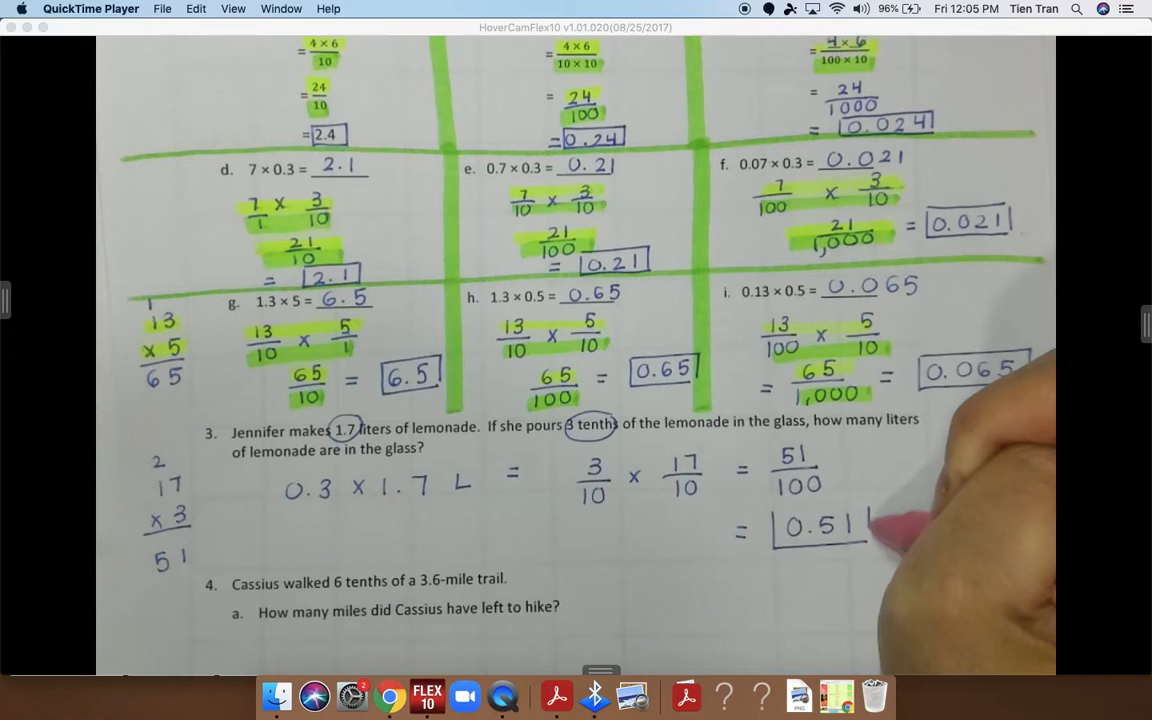 QuickTime Player File Edit View Window Help 96% Fri 12:05 PM Tien Tran
HoverCamFlex10 v1.01.020(08/25/2017)
= 4 × 6 / 10
= 24 / 10
= 2.4
= 4 × 6 / 10 × 10
= 24 / 100
= 0.24
= 4 × 6 / 100 × 10
= 24 / 1000
= 0.024
d. 7 × 0.3 = 2.1
7/1 × 3/10
21/10
= 2.1
e. 0.7 × 0.3 = 0.21
7/10 × 3/10
21/100
= 0.21
f. 0.07 × 0.3 = 0.021
7/100 × 3/10
21/1,000 = 0.021
1
13
× 5
65
g. 1.3 × 5 = 6.5
13/10 × 5/1
65/10 = 6.5
h. 1.3 × 0.5 = 0.65
13/10 × 5/10
65/100 = 0.65
i. 0.13 × 0.5 = 0.065
13/100 × 5/10
= 65/1,000 = 0.065
3. Jennifer makes 1.7 liters of lemonade. If she pours 3 tenths of the lemonade in the glass, how many liters
of lemonade are in the glass?
2
17
× 3
51
0.3 × 1.7 L = 3/10 × 17/10 = 51/100
= 0.51
4. Cassius walked 6 tenths of a 3.6-mile trail.
a. How many miles did Cassius have left to hike?
2
FLEX
10
PNG